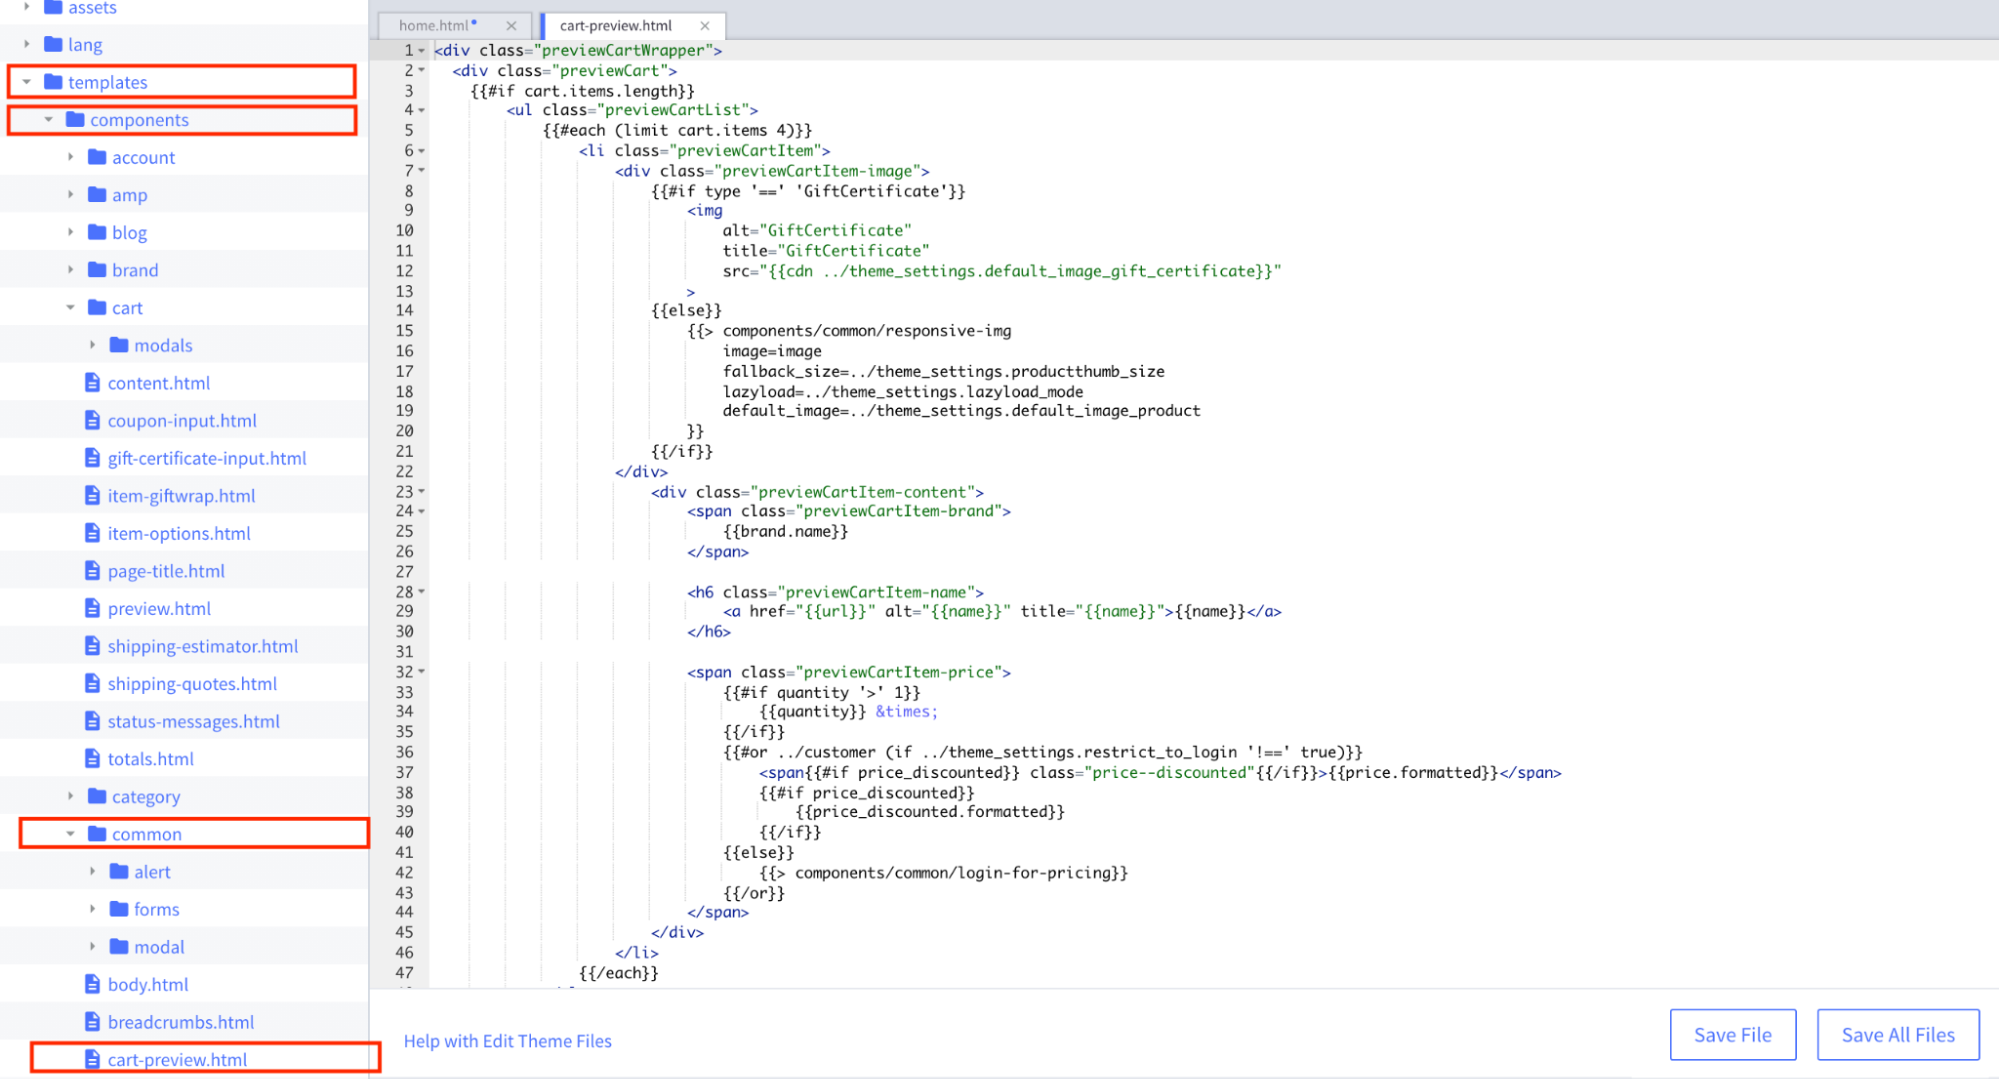 assets
lang
templates
components
account
amp
blog
brand
cart
modals
content.html
coupon-input.html
gift-certificate-input.html
item-giftwrap.html
item-options.html
page-title.html
preview.html
shipping-estimator.html
shipping-quotes.html
status-messages.html
totals.html
category
common
alert
forms
modal
body.html
breadcrumbs.html
cart-preview.html
home.html cart-preview.html
1 <div class="previewCartWrapper">
2 <div class="previewCart">
3 {{#if cart.items.length}}
4 <ul class="previewCartList">
5 {{#each (limit cart.items 4)}}
6 <li class="previewCartItem">
7 <div class="previewCartItem-image">
8 {{#if type '==' 'GiftCertificate'}}
9 <img
10 alt="GiftCertificate"
11 title="GiftCertificate"
12 src="{{cdn ../theme_settings.default_image_gift_certificate}}"
13 >
14 {{else}}
15 {{> components/common/responsive-img
16 image=image
17 fallback_size=../theme_settings.productthumb_size
18 lazyload=../theme_settings.lazyload_mode
19 default_image=../theme_settings.default_image_product
20 }}
21 {{/if}}
22 </div>
23 <div class="previewCartItem-content">
24 <span class="previewCartItem-brand">
25 {{brand.name}}
26 </span>
27
28 <h6 class="previewCartItem-name">
29 <a href="{{url}}" alt="{{name}}" title="{{name}}">{{name}}</a>
30 </h6>
31
32 <span class="previewCartItem-price">
33 {{#if quantity '>' 1}}
34 {{quantity}} &times;
35 {{/if}}
36 {{#or ../customer (if ../theme_settings.restrict_to_login '!==' true)}}
37 <span{{#if price_discounted}} class="price--discounted"{{/if}}>{{price.formatted}}</span>
38 {{#if price_discounted}}
39 {{price_discounted.formatted}}
40 {{/if}}
41 {{else}}
42 {{> components/common/login-for-pricing}}
43 {{/or}}
44 </span>
45 </div>
46 </li>
47 {{/each}}
Help with Edit Theme Files
Save File
Save All Files